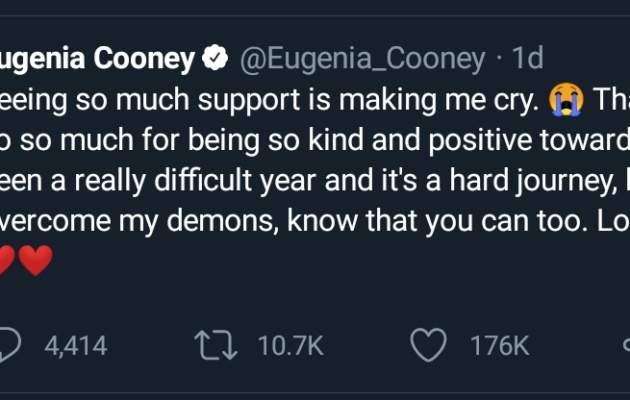 ugenia Cooney @Eugenia_Cooney · 1d
eeing so much support is making me cry. 😭 Tha
o so much for being so kind and positive toward
een a really difficult year and it's a hard journey,
vercome my demons, know that you can too. Lo
❤️❤️
4,414 10.7K 176K